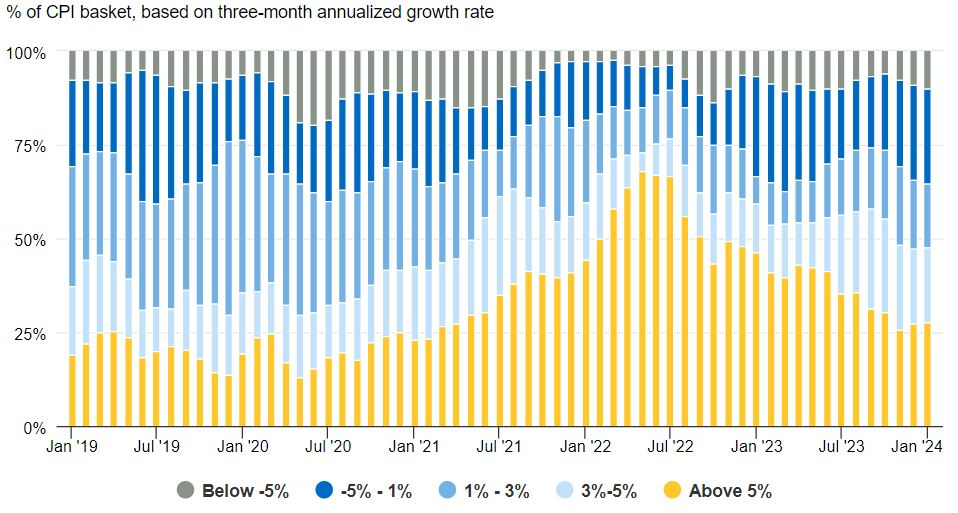 % of CPI basket, based on three-month annualized growth rate
100%
75%
50%
25%
0%
Jan '19 Jul'19 Jan '20 Jul '20 Jan '21 Jul '21 Jan '22 Jul '22 Jan '23 Jul'23 Jan '24
Below -5% -5% - 1% 1% - 3% 3%-5% Above 5%